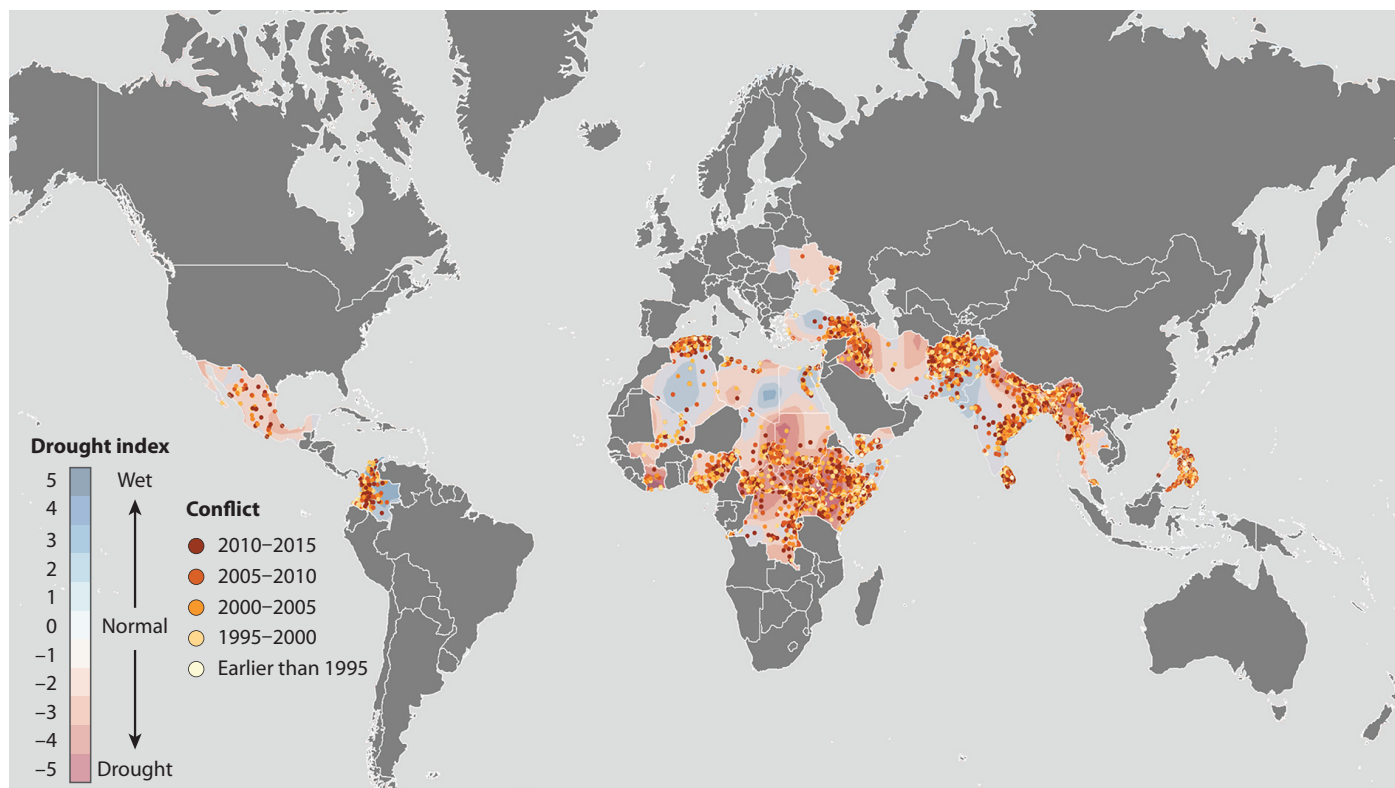 Drought index
5
Wet
4
3
2
1
0
Normal
−1
−2
−3
−4
−5
Drought
Conflict
2010–2015
2005–2010
2000–2005
1995–2000
Earlier than 1995